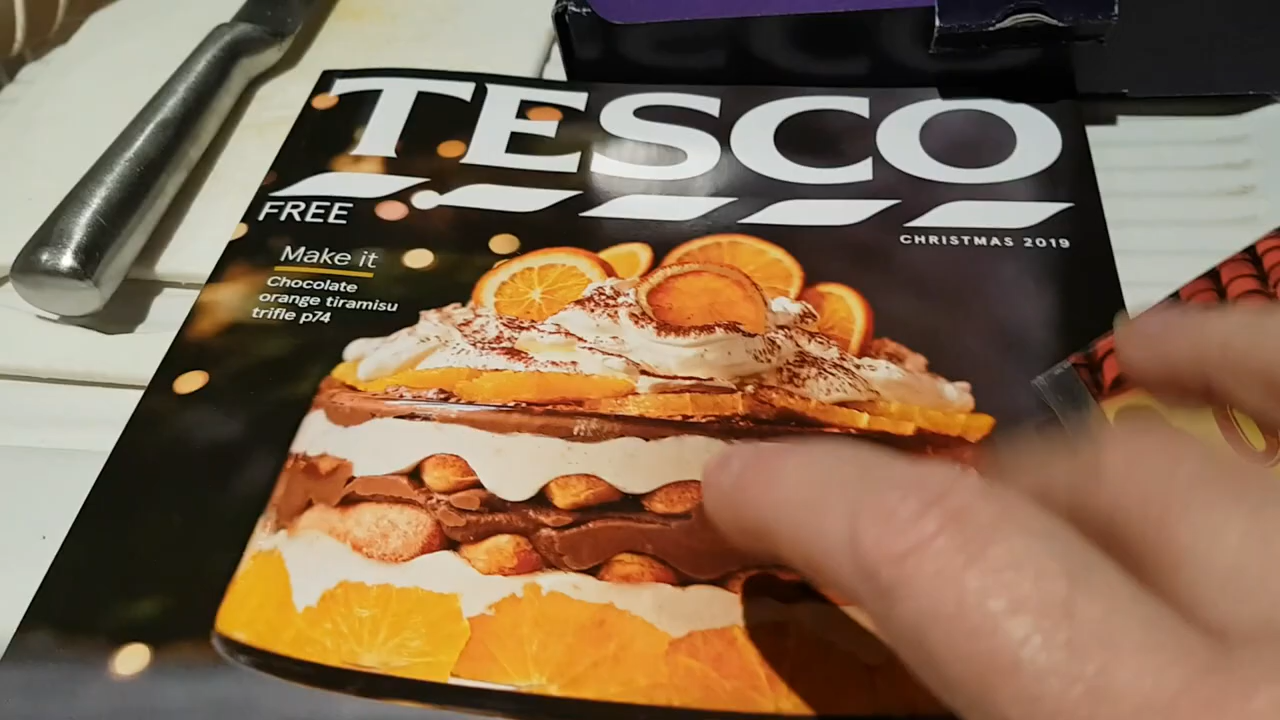 TESCO
FREE
CHRISTMAS 2019
Make it
Chocolate
orange tiramisu
trifle p74